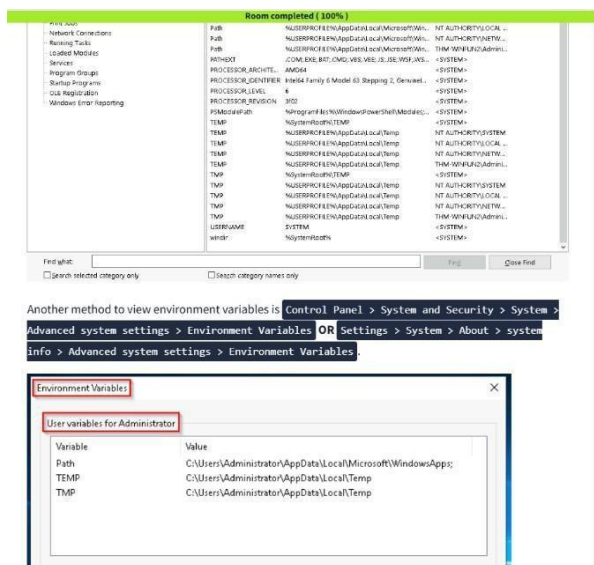 Room completed ( 100% )
Print Jobs
Network Connections
Running Tasks
Loaded Modules
Services
Program Groups
Startup Programs
OLE Registration
Windows Error Reporting
Path %USERPROFILE%\AppData\Local\Microsoft\Win... NT AUTHORITY\LOCAL ...
Path %USERPROFILE%\AppData\Local\Microsoft\Win... NT AUTHORITY\NETW...
Path %USERPROFILE%\AppData\Local\Microsoft\Win... THM-WINFUN2\Admini...
PATHEXT .COM;.EXE;.BAT;.CMD;.VBS;.VBE;.JS;.JSE;.WSF;.WS... <SYSTEM>
PROCESSOR_ARCHITE... AMD64 <SYSTEM>
PROCESSOR_IDENTIFIER Intel64 Family 6 Model 63 Stepping 2, GenuineI... <SYSTEM>
PROCESSOR_LEVEL 6 <SYSTEM>
PROCESSOR_REVISION 3f02 <SYSTEM>
PSModulePath %ProgramFiles%\WindowsPowerShell\Modules;... <SYSTEM>
TEMP %SystemRoot%\TEMP <SYSTEM>
TEMP %USERPROFILE%\AppData\Local\Temp NT AUTHORITY\SYSTEM
TEMP %USERPROFILE%\AppData\Local\Temp NT AUTHORITY\LOCAL ...
TEMP %USERPROFILE%\AppData\Local\Temp NT AUTHORITY\NETW...
TEMP %USERPROFILE%\AppData\Local\Temp THM-WINFUN2\Admini...
TMP %SystemRoot%\TEMP <SYSTEM>
TMP %USERPROFILE%\AppData\Local\Temp NT AUTHORITY\SYSTEM
TMP %USERPROFILE%\AppData\Local\Temp NT AUTHORITY\LOCAL ...
TMP %USERPROFILE%\AppData\Local\Temp NT AUTHORITY\NETW...
TMP %USERPROFILE%\AppData\Local\Temp THM-WINFUN2\Admini...
USERNAME SYSTEM <SYSTEM>
windir %SystemRoot% <SYSTEM>
Find what: Find Close Find
Search selected category only Search category names only
Another method to view environment variables is Control Panel > System and Security > System >
Advanced system settings > Environment Variables OR Settings > System > About > system
info > Advanced system settings > Environment Variables.
Environment Variables
User variables for Administrator
Variable Value
Path C:\Users\Administrator\AppData\Local\Microsoft\WindowsApps;
TEMP C:\Users\Administrator\AppData\Local\Temp
TMP C:\Users\Administrator\AppData\Local\Temp